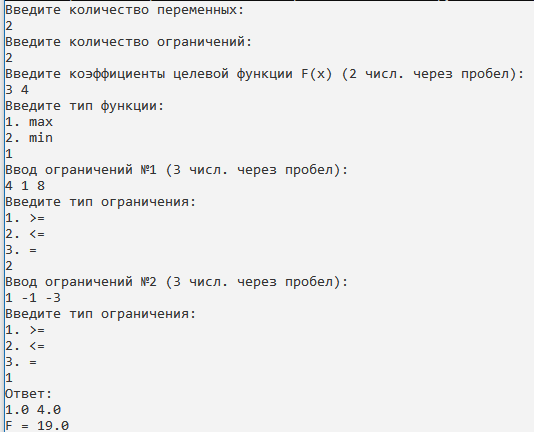 Введите количество переменных:
2
Введите количество ограничений:
2
Введите коэффициенты целевой функции F(x) (2 числ. через пробел):
3 4
Введите тип функции:
1. max
2. min
1
Ввод ограничений №1 (3 числ. через пробел):
4 1 8
Введите тип ограничения:
1. >=
2. <=
3. =
2
Ввод ограничений №2 (3 числ. через пробел):
1 -1 -3
Введите тип ограничения:
1. >=
2. <=
3. =
1
Ответ:
1.0 4.0
F = 19.0